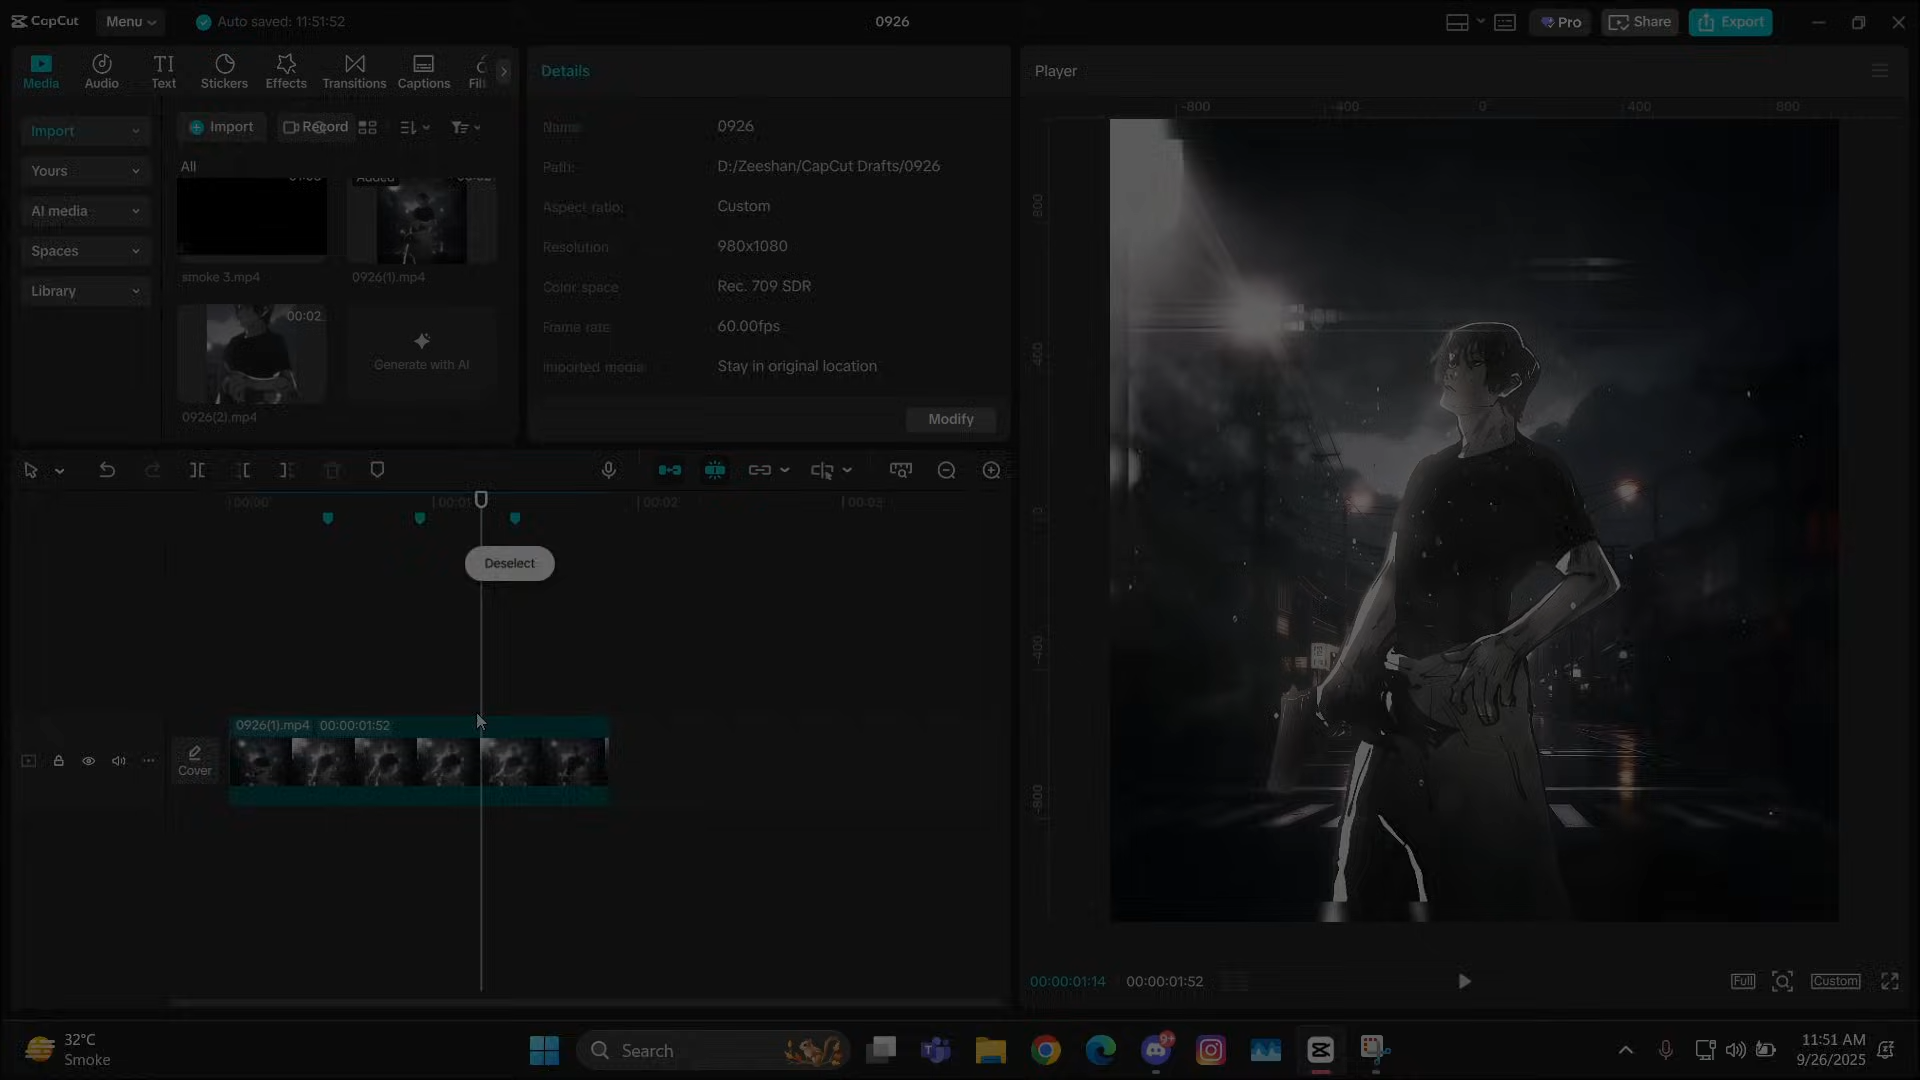 CapCut Menu Auto saved: 11:51:52 0926 Pro Share Export
Media Audio Text Stickers Effects Transitions Captions
Details
Player
Import
Yours
AI media
Spaces
Library
Import Record
All
Added
smoke 3.mp4 0926(1).mp4
00:02
0926(2).mp4
Generate with AI
Name: 0926
Path: D:/Zeeshan/CapCut Drafts/0926
Aspect ratio: Custom
Resolution 980x1080
Color space Rec. 709 SDR
Frame rate: 60.00fps
Imported media: Stay in original location
Modify
-800 -400 0 400 800
800
400
0
-400
-800
00:00 00:01 00:02 00:03
Deselect
0926(1).mp4 00:00:01:52
Cover
00:00:01:14 00:00:01:52 Full Custom
32°C
Smoke
Search
9+
11:51 AM
9/26/2025